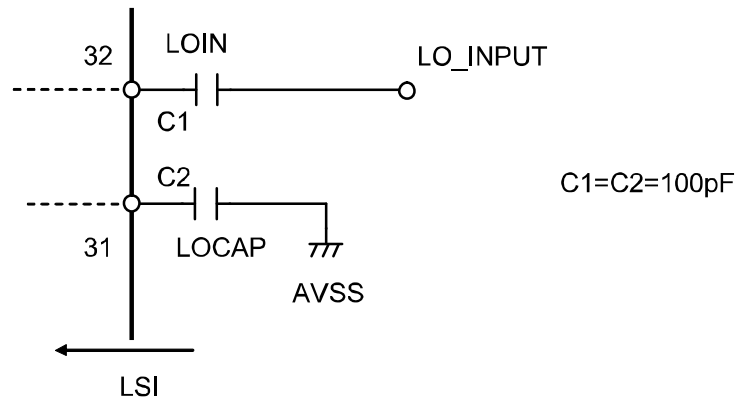 LOIN
32
LO_INPUT
C1
C2
C1=C2=100pF
31
LOCAP
AVSS
LSI